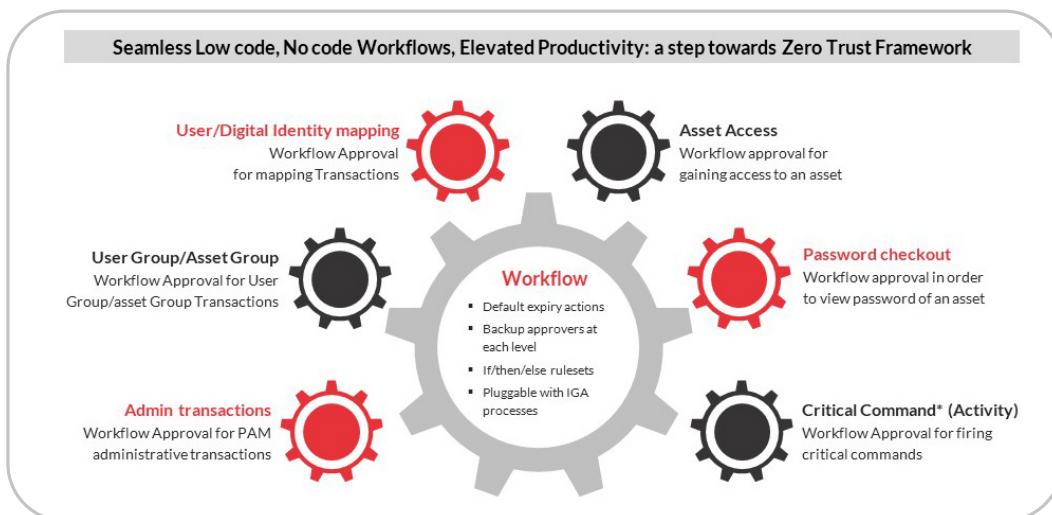 Seamless Low code, No code Workflows, Elevated Productivity: a step towards Zero Trust Framework
User/Digital Identity mapping
Workflow Approval
for mapping Transactions
Asset Access
Workflow approval for
gaining access to an asset
User Group/Asset Group
Workflow Approval for User
Group/asset Group Transactions
Workflow
▪ Default expiry actions
▪ Backup approvers at
each level
▪ If/then/else rulesets
▪ Pluggable with IGA
processes
Password checkout
Workflow approval in order
to view password of an asset
Admin transactions
Workflow Approval for PAM
administrative transactions
Critical Command* (Activity)
Workflow Approval for firing
critical commands